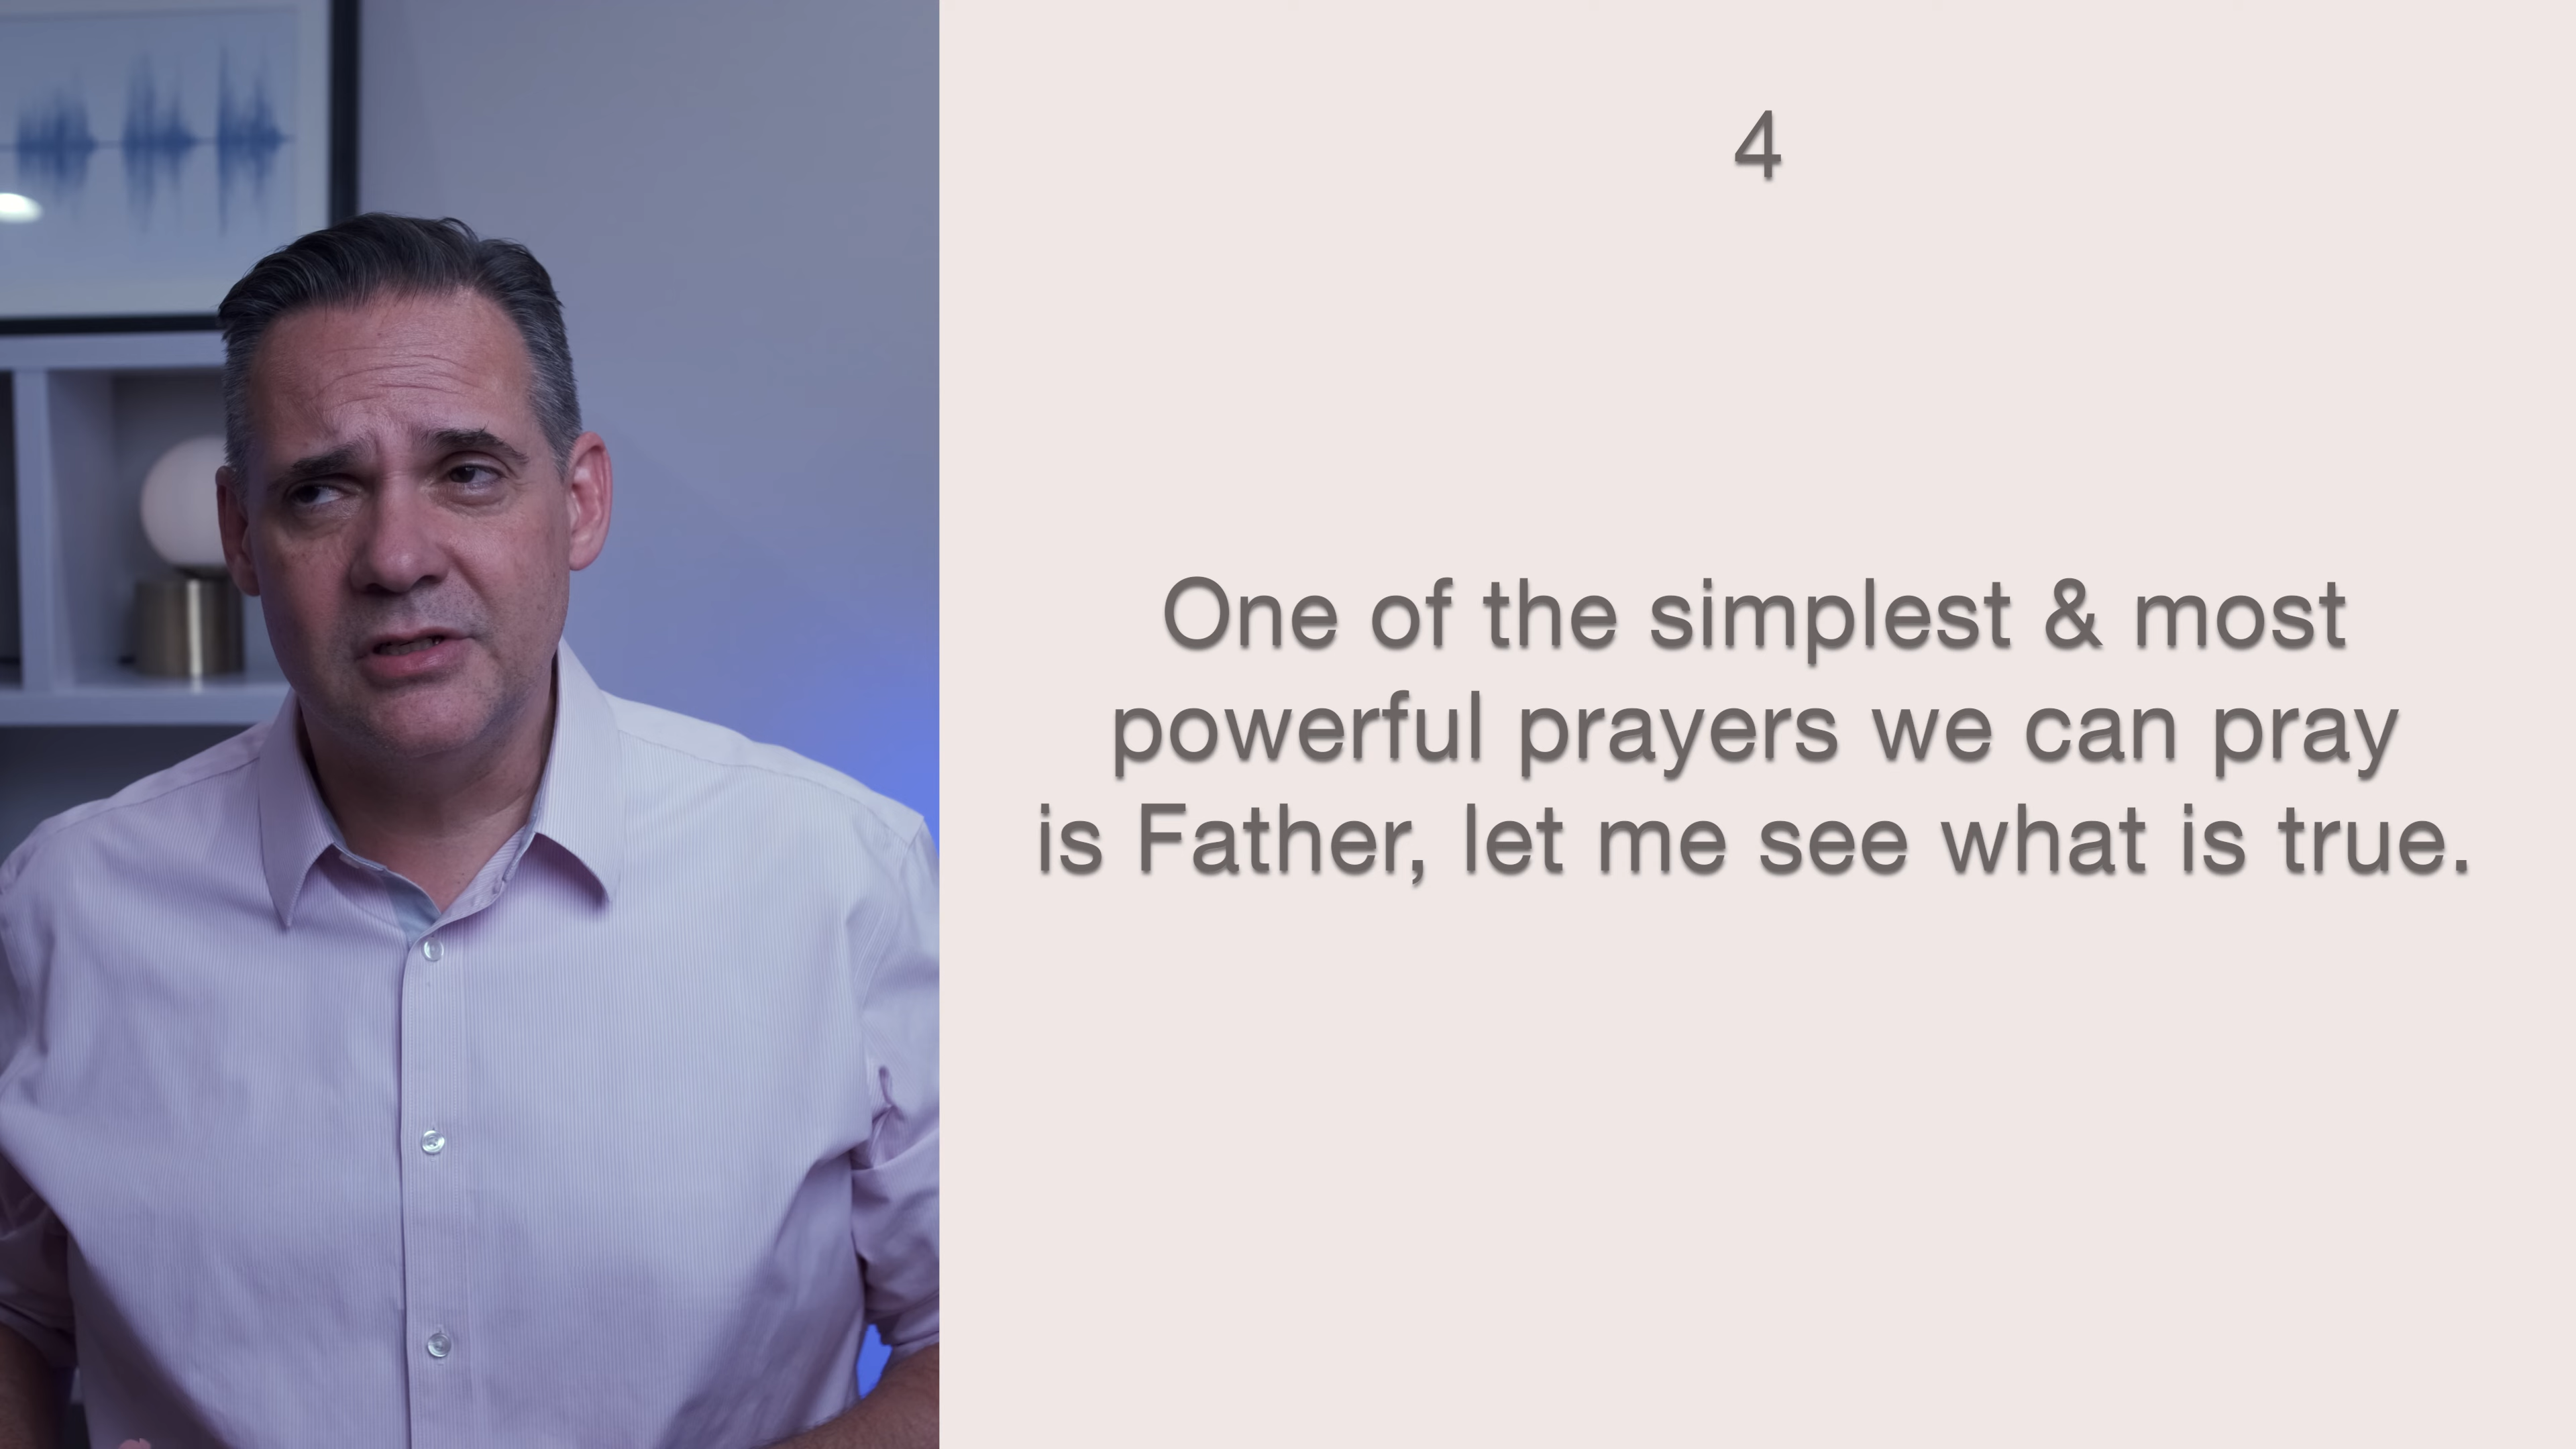 4
One of the simplest & most
powerful prayers we can pray
is Father, let me see what is true.